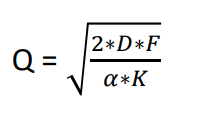 Q = √(2∗D∗F / α∗K)